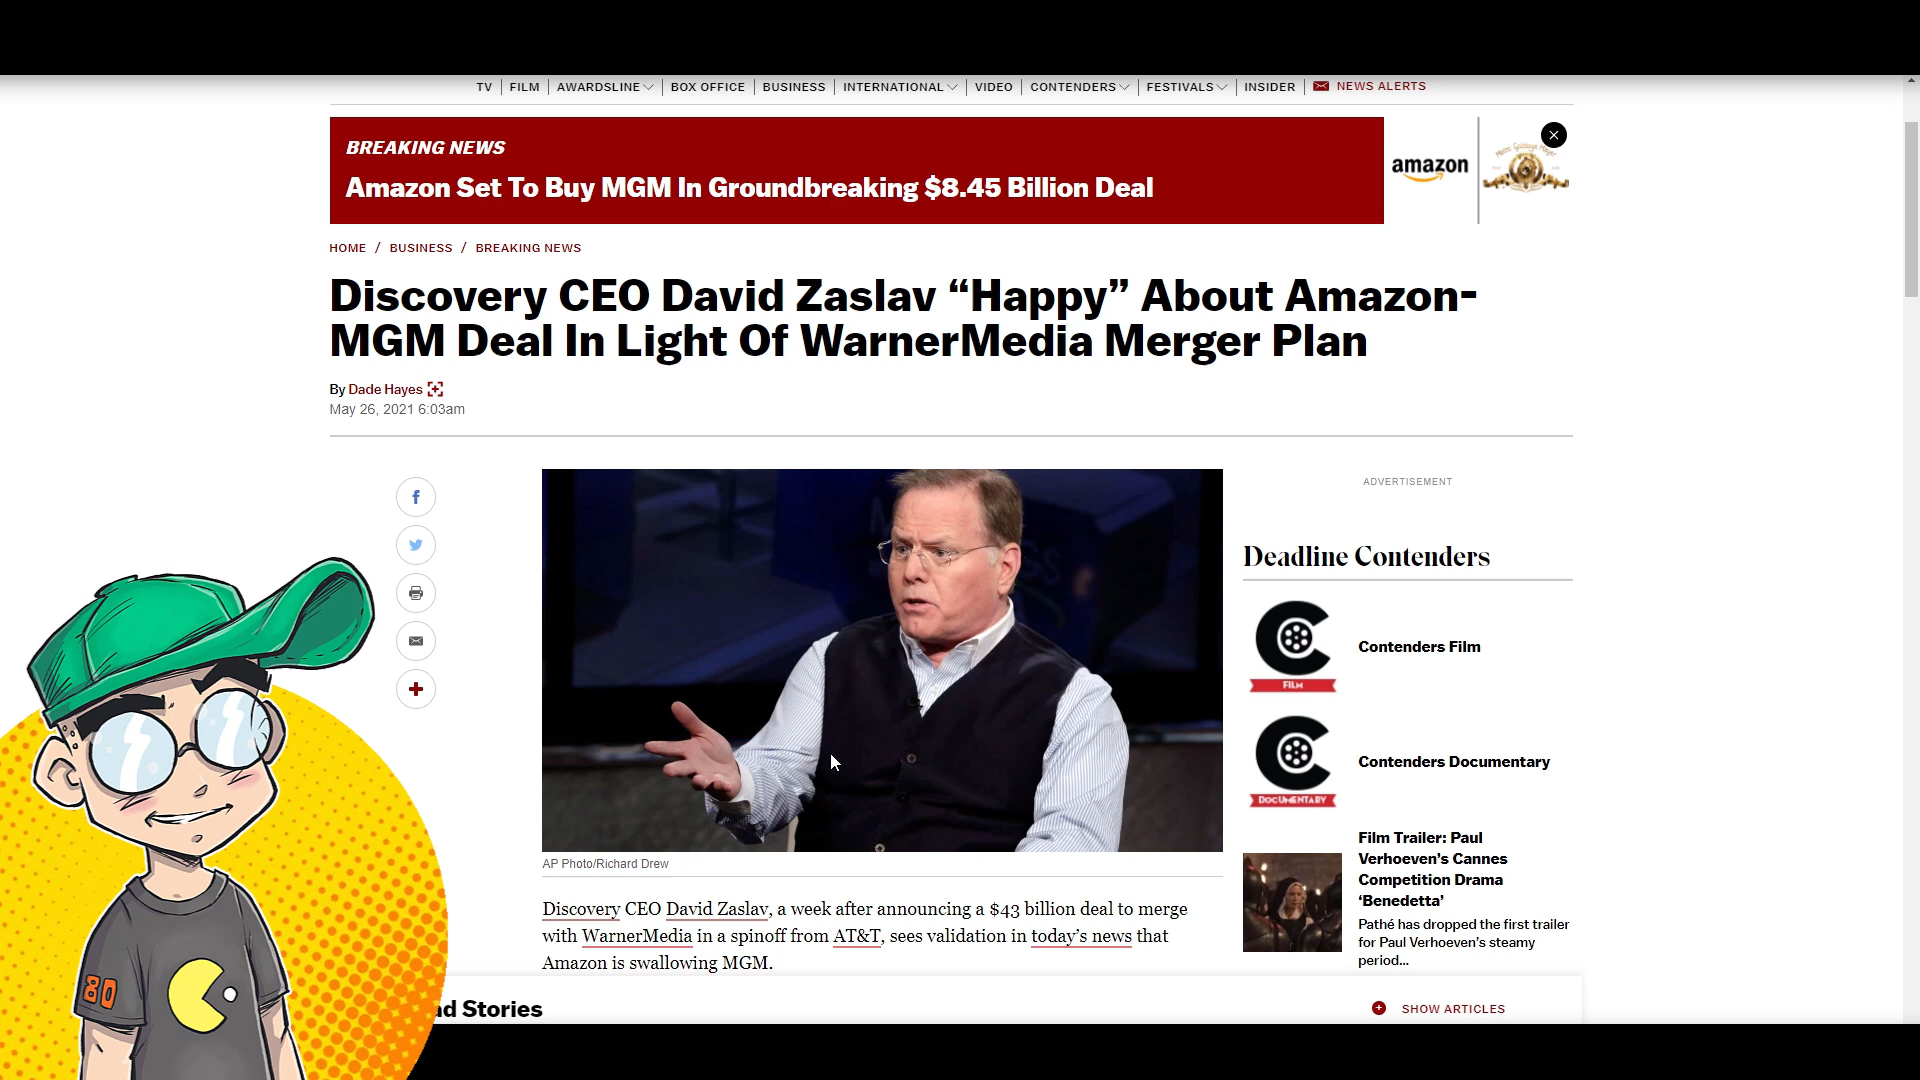 TV | FILM | AWARDSLINE | BOX OFFICE | BUSINESS | INTERNATIONAL | VIDEO | CONTENDERS | FESTIVALS | INSIDER | NEWS ALERTS
BREAKING NEWS
Amazon Set To Buy MGM In Groundbreaking $8.45 Billion Deal
amazon
Metro Goldwyn Mayer
HOME / BUSINESS / BREAKING NEWS
Discovery CEO David Zaslav “Happy” About Amazon-
MGM Deal In Light Of WarnerMedia Merger Plan
By Dade Hayes
May 26, 2021 6:03am
AP Photo/Richard Drew
Discovery CEO David Zaslav, a week after announcing a $43 billion deal to merge
with WarnerMedia in a spinoff from AT&T, sees validation in today’s news that
Amazon is swallowing MGM.
ADVERTISEMENT
Deadline Contenders
FILM
Contenders Film
DOCUMENTARY
Contenders Documentary
Film Trailer: Paul
Verhoeven’s Cannes
Competition Drama
‘Benedetta’
Pathé has dropped the first trailer
for Paul Verhoeven’s steamy
period...
ad Stories
SHOW ARTICLES
80